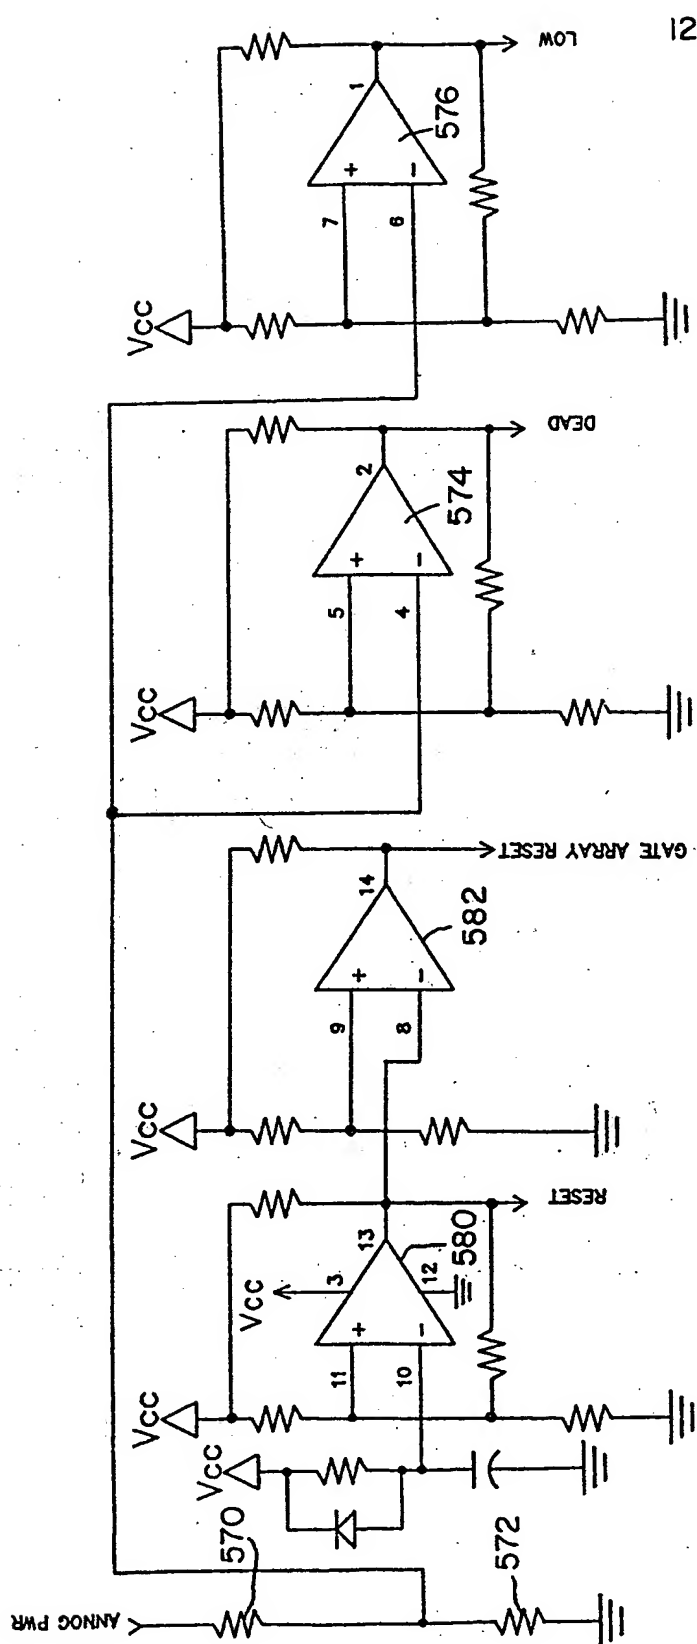 12
VCC
1
LOW
+
-
7
6
576
VCC
2
DEAD
+
-
5
4
574
VCC
14
GATE ARRAY RESET
+
-
9
8
582
VCC
13
RESET
VCC
3
+
-
12
11
10
580
VCC
570
572
ANNOG PWR